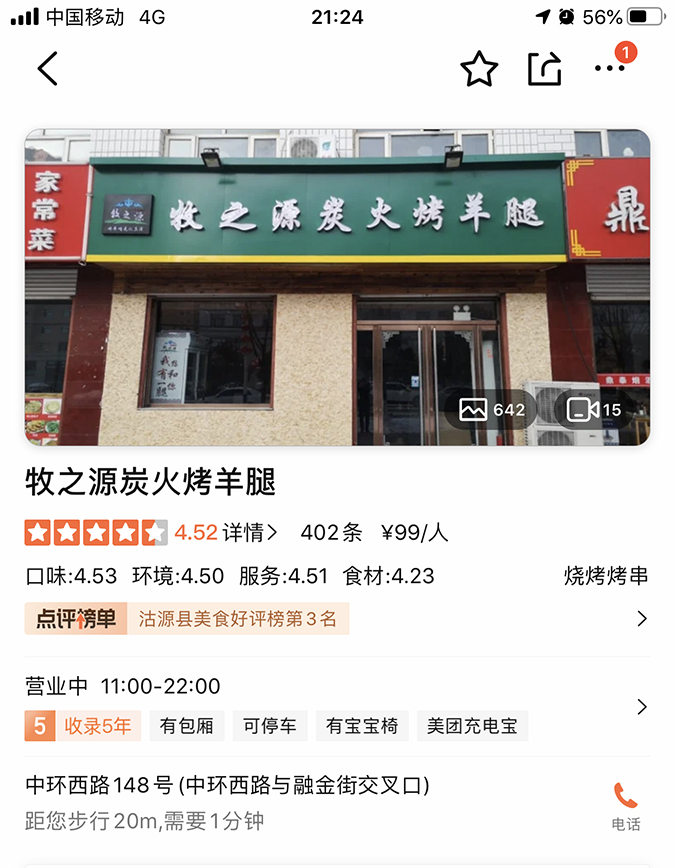 中国移动 4G 21:24 56%
1
家常菜
牧之源
牧之源炭火烤羊腿
鼎
我和你
有一腿
642 15
牧之源炭火烤羊腿
4.52 详情 402条 ¥99/人
口味:4.53 环境:4.50 服务:4.51 食材:4.23 烧烤烤串
点评榜单 沽源县美食好评榜第3名
营业中 11:00-22:00
5 收录5年 有包厢 可停车 有宝宝椅 美团充电宝
中环西路148号(中环西路与融金街交叉口)
距您步行20m,需要1分钟
电话